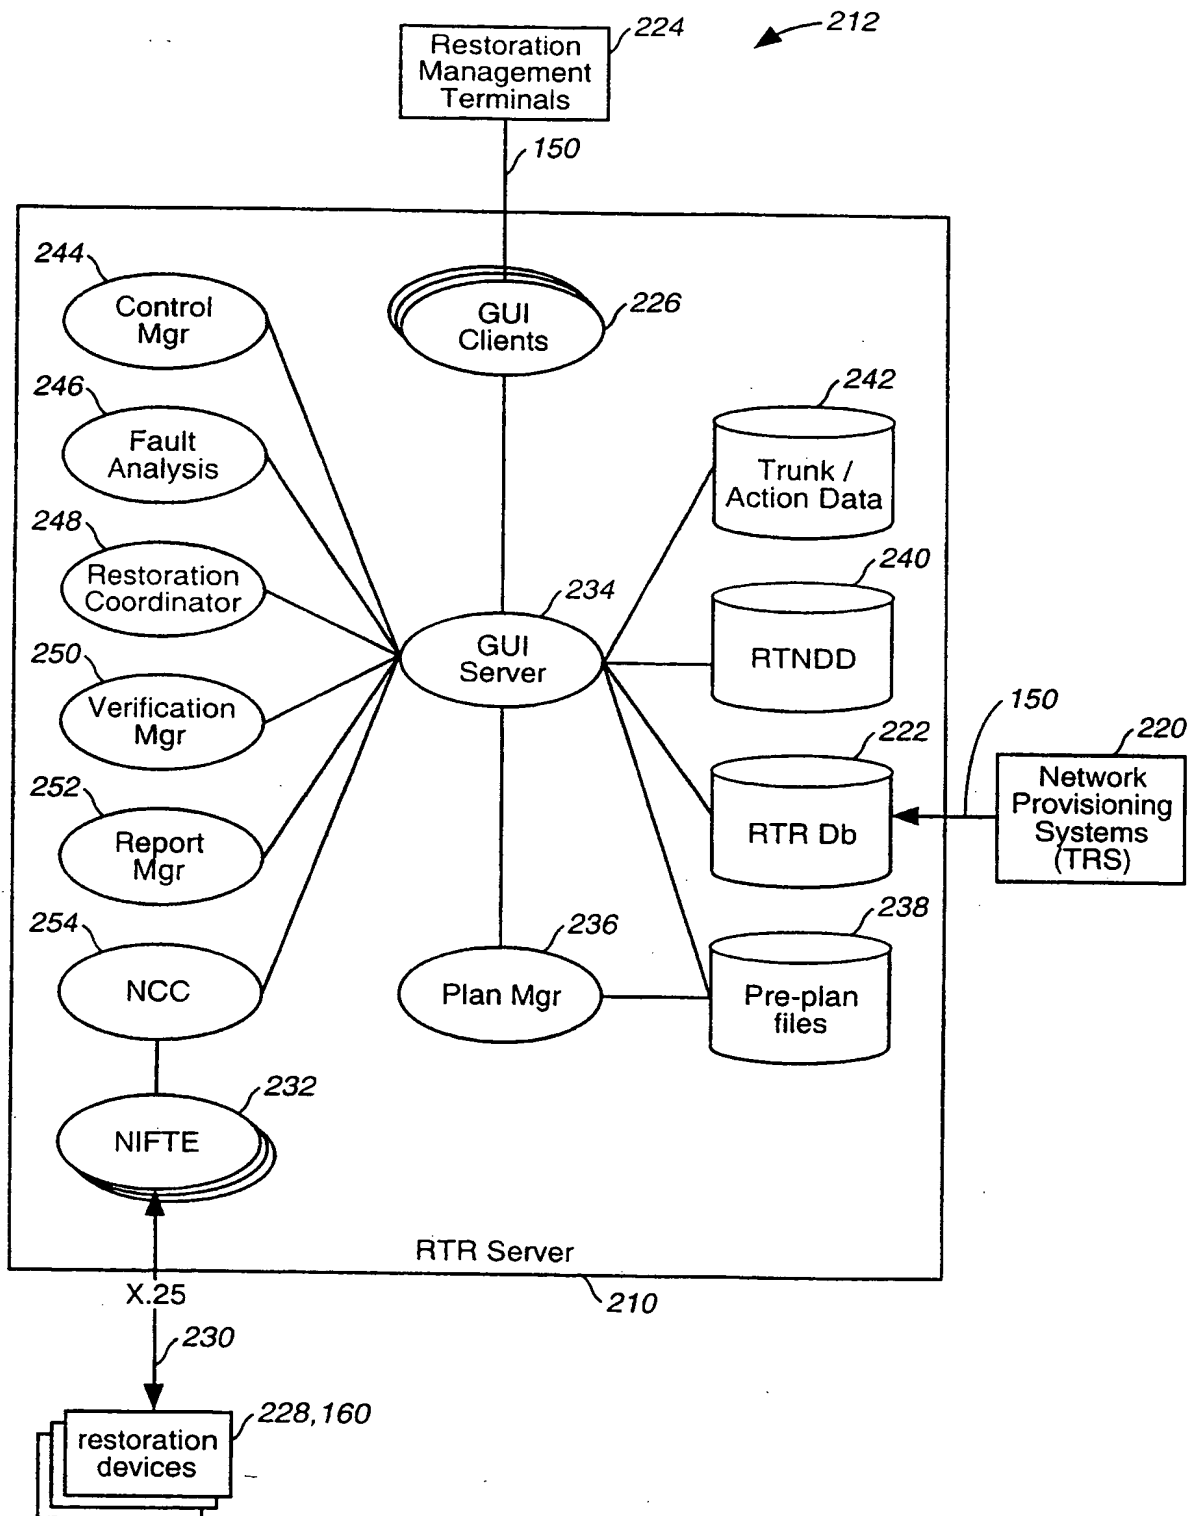 224
212
Restoration
Management
Terminals
150
244
Control
Mgr
GUI
Clients
226
246
Fault
Analysis
242
Trunk /
Action Data
248
Restoration
Coordinator
240
RTNDD
234
GUI
Server
250
Verification
Mgr
222
RTR Db
150
220
Network
Provisioning
Systems
(TRS)
252
Report
Mgr
254
NCC
236
Plan Mgr
238
Pre-plan
files
232
NIFTE
RTR Server
210
X.25
230
228,160
restoration
devices